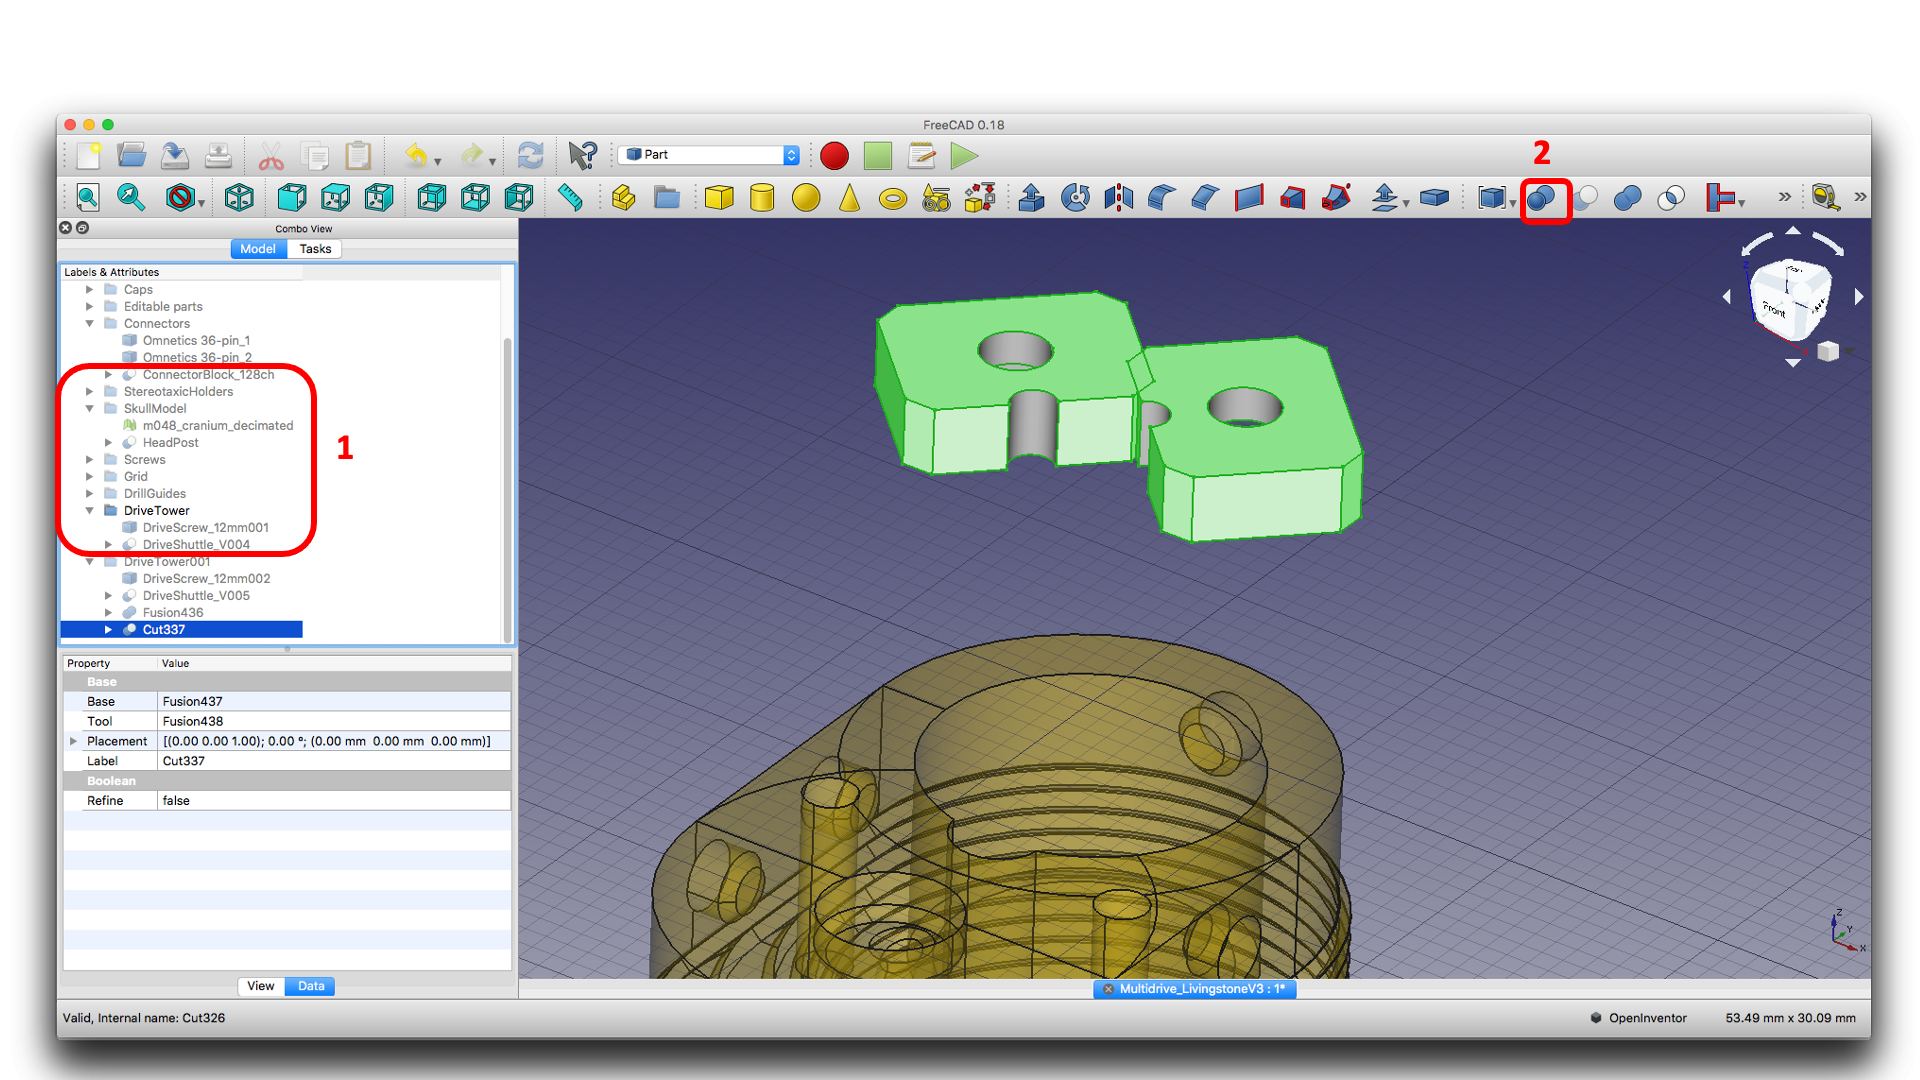 FreeCAD 0.18
2
Part
Combo View
Model
Tasks
Labels & Attributes
Caps
Editable parts
Connectors
Omnetics 36-pin_1
Omnetics 36-pin_2
ConnectorBlock_128ch
StereotaxicHolders
SkullModel
m048_cranium_decimated
HeadPost
Screws
Grid
DrillGuides
DriveTower
DriveScrew_12mm001
DriveShuttle_V004
DriveTower001
DriveScrew_12mm002
DriveShuttle_V005
Fusion436
Cut337
1
Property Value
Base
Base Fusion437
Tool Fusion438
Placement [(0.00 0.00 1.00); 0.00 °; (0.00 mm 0.00 mm 0.00 mm)]
Label Cut337
Boolean
Refine false
View
Data
Front
Z
Z
Y
X
Multidrive_LivingstoneV3 : 1*
Valid, Internal name: Cut326
OpenInventor
53.49 mm x 30.09 mm